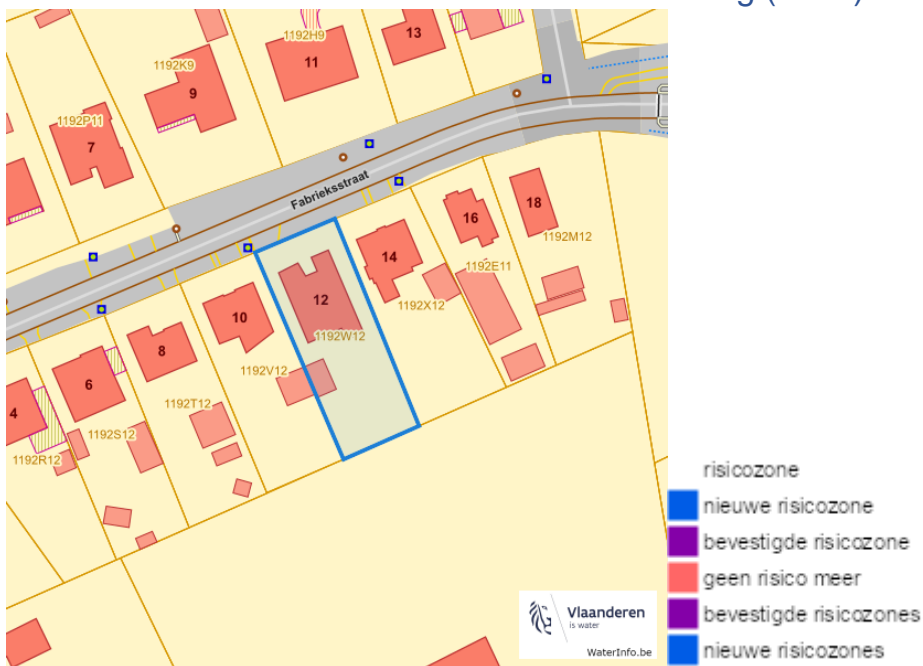 g (
)
1192H9
13
11
1192K9
9
1192P11
7
Fabrieksstraat
18
16
1192M12
14
1192E11
12
1192X12
10
1192W12
8
1192V12
6
1192T12
4
1192S12
1192R12
risicozone
nieuwe risicozone
bevestigde risicozone
geen risico meer
bevestigde risicozones
nieuwe risicozones
Vlaanderen
is water
WaterInfo.be